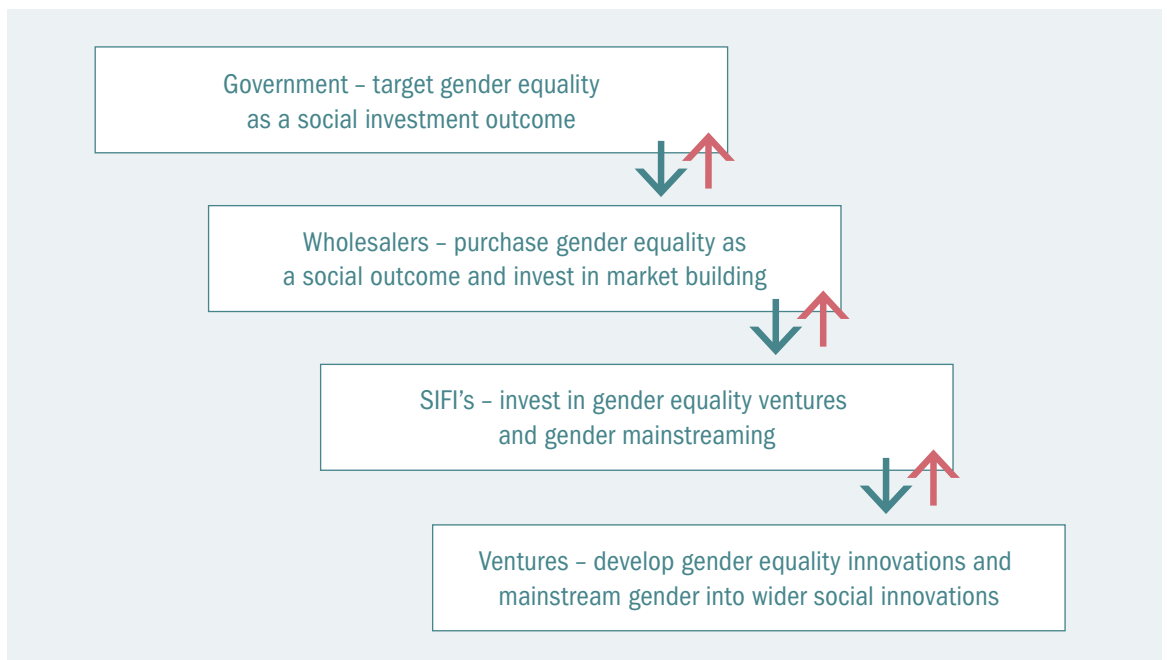 Government – target gender equality
as a social investment outcome
Wholesalers – purchase gender equality as
a social outcome and invest in market building
SIFI’s – invest in gender equality ventures
and gender mainstreaming
Ventures – develop gender equality innovations and
mainstream gender into wider social innovations